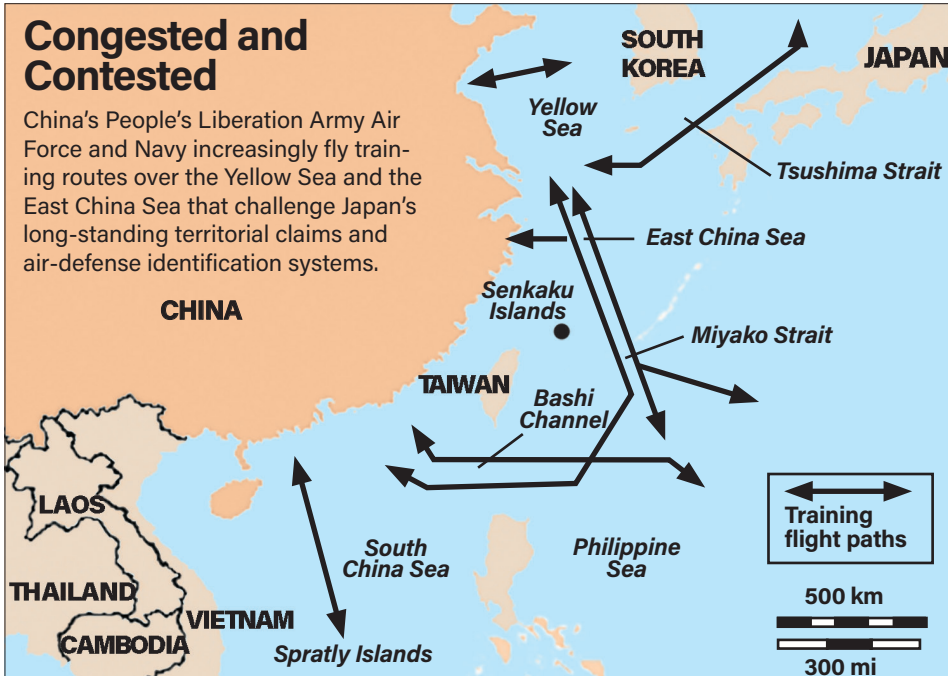 Congested and
Contested
China's People's Liberation Army Air
Force and Navy increasingly fly train-
ing routes over the Yellow Sea and the
East China Sea that challenge Japan's
long-standing territorial claims and
air-defense identification systems.
SOUTH
KOREA
JAPAN
Yellow
Sea
Tsushima Strait
East China Sea
CHINA
Senkaku
Islands
Miyako Strait
TAIWAN
Bashi
Channel
LAOS
South
China Sea
Philippine
Sea
Training
flight paths
THAILAND
VIETNAM
CAMBODIA
Spratly Islands
500 km
300 mi